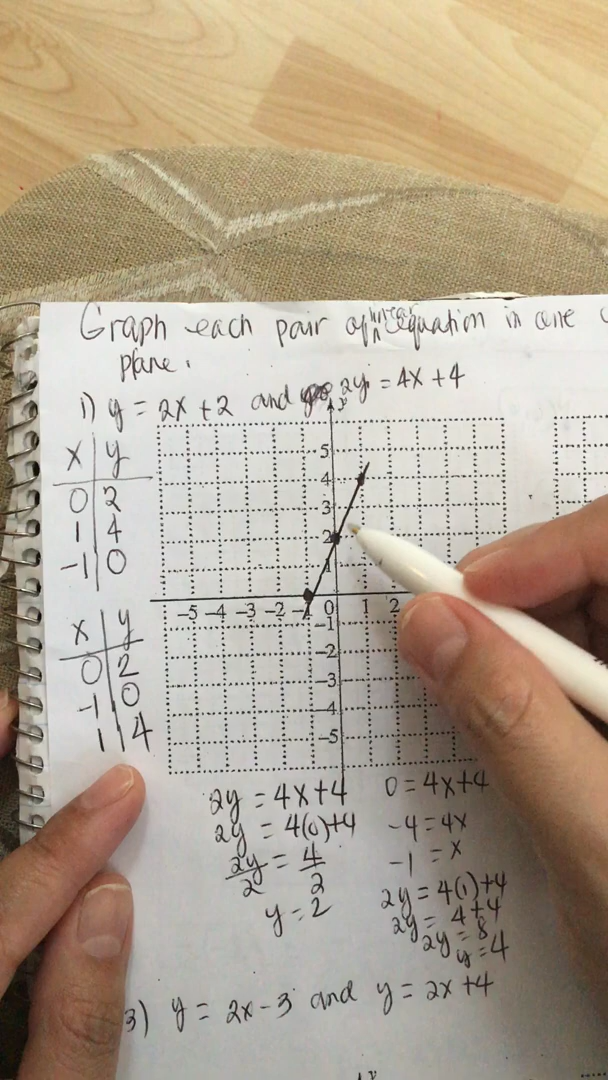 Graph each pair of linear equation in one
plane.
1) y = 2x + 2 and 2y = 4x + 4
x | y
0 | 2
1 | 4
-1 | 0
x | y
0 | 2
-1 | 0
1 | 4
y
5
4
3
2
1
-5 -4 -3 -2 -1 0 1 2
-1
-2
-3
-4
-5
2y = 4x+4
2y = 4(0)+4
2y/2 = 4/2
y = 2
0 = 4x+4
-4 = 4x
-1 = x
2y = 4(1)+4
2y = 4+4
2y = 8
y = 4
3) y = 2x - 3 and y = 2x + 4